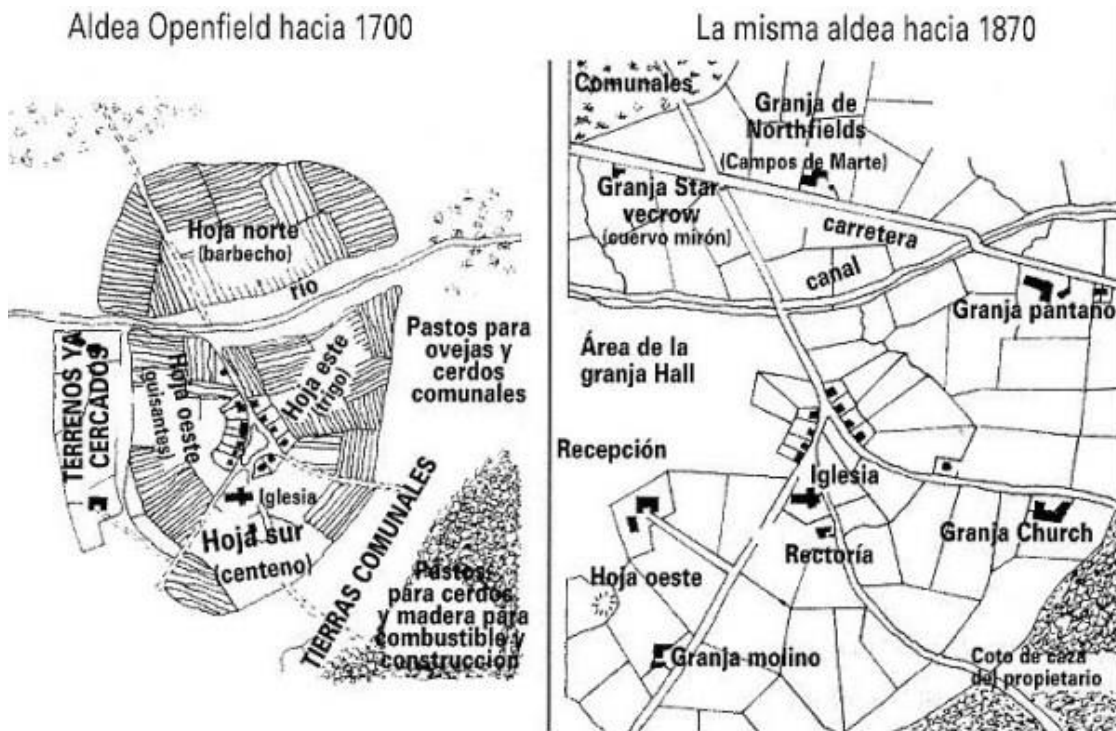 Aldea Openfield hacia 1700
Hoja norte
(barbecho)
río
TERRENOS YA
CERCADOS
Hoja oeste
(guisantes)
Hoja este
(trigo)
Pastos para
ovejas y
cerdos
comunales
Iglesia
Hoja sur
(centeno)
TIERRAS COMUNALES
Pastos
para cerdos
y madera para
combustible y
construccion
La misma aldea hacia 1870
Comunales
Granja de
Northfields
(Campos de Marte)
Granja Star
vecrow
(cuervo mirón)
carretera
canal
Granja pantano
Área de la
granja Hall
Recepción
Iglesia
Rectoría
Granja Church
Hoja oeste
Granja molino
Coto de caza
del propietario